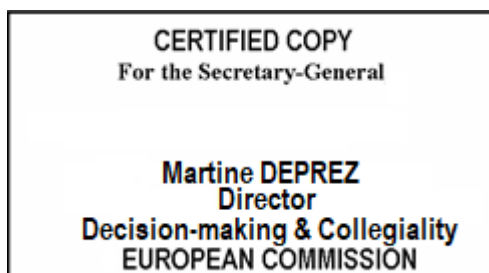 CERTIFIED COPY
For the Secretary-General
Martine DEPREZ
Director
Decision-making & Collegiality
EUROPEAN COMMISSION